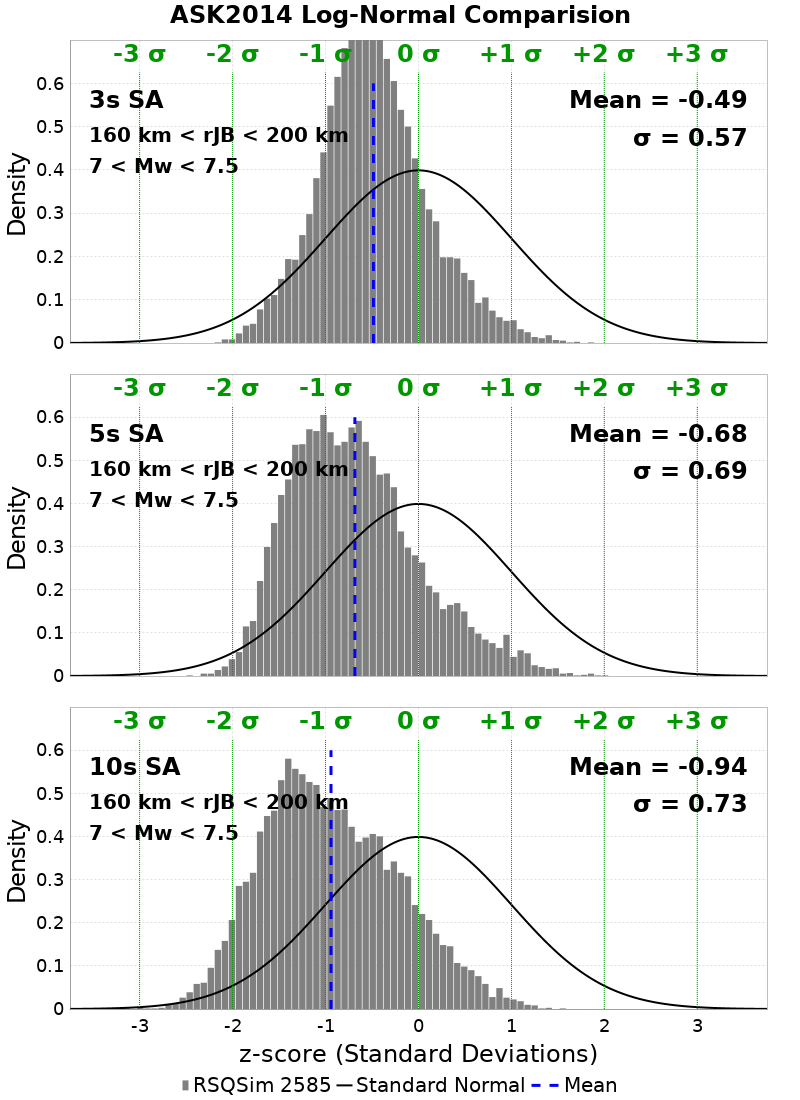 ASK2014 Log-Normal Comparision
-3 σ -2 σ -1 σ 0 σ +1 σ +2 σ +3 σ
0.6
3s SA Mean = -0.49
0.5
160 km < rJB < 200 km σ = 0.57
7 < Mw < 7.5
0.4
Density
0.3
0.2
0.1
0
-3 σ -2 σ -1 σ 0 σ +1 σ +2 σ +3 σ
0.6
5s SA Mean = -0.68
0.5
160 km < rJB < 200 km σ = 0.69
7 < Mw < 7.5
0.4
Density
0.3
0.2
0.1
0
-3 σ -2 σ -1 σ 0 σ +1 σ +2 σ +3 σ
0.6
10s SA Mean = -0.94
0.5
160 km < rJB < 200 km σ = 0.73
7 < Mw < 7.5
0.4
Density
0.3
0.2
0.1
0
-3 -2 -1 0 1 2 3
z-score (Standard Deviations)
RSQSim 2585 Standard Normal Mean